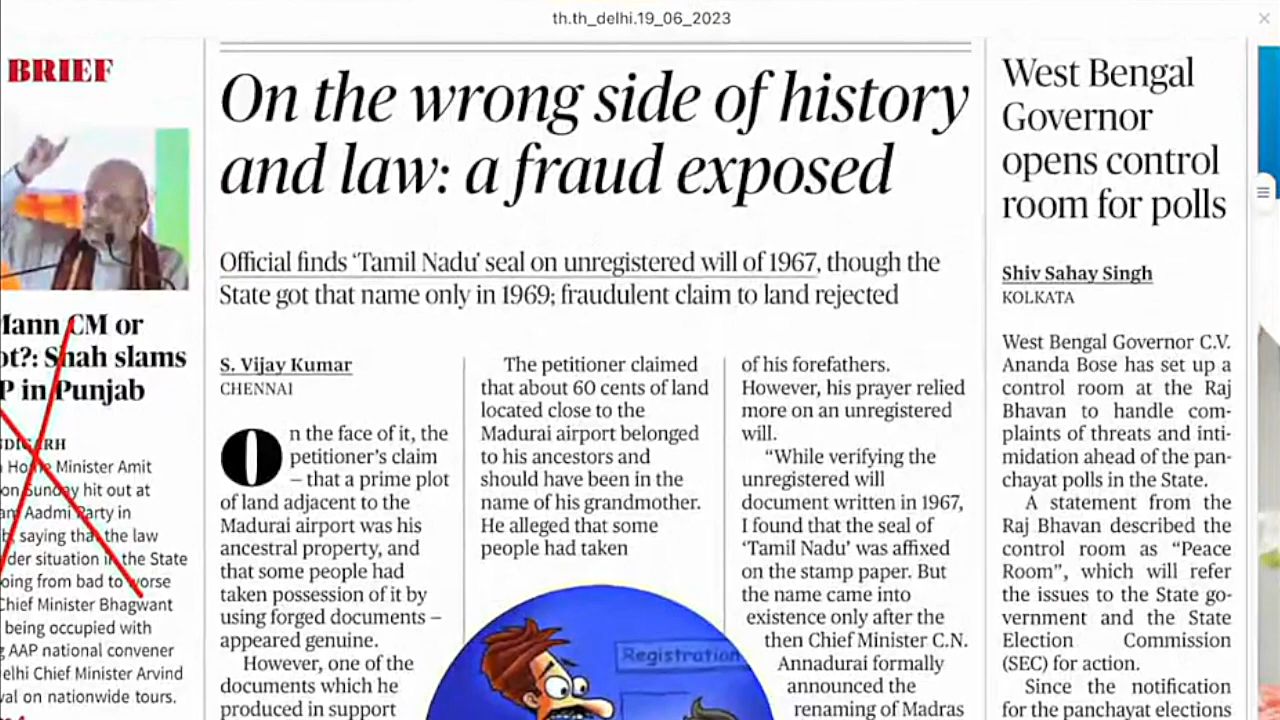 th.th_delhi.19_06_2023
BRIEF
Mann CM or
Shah slams
in Punjab
Minister Amit
on Sunday hit out at
Aadmi Party in
saying that the law
situation in the State
going from bad to worse
Chief Minister Bhagwant
being occupied with
AAP national convener
Delhi Chief Minister Arvind
on nationwide tours.
On the wrong side of history
and law: a fraud exposed
Official finds ‘Tamil Nadu’ seal on unregistered will of 1967, though the
State got that name only in 1969; fraudulent claim to land rejected
S. Vijay Kumar
CHENNAI
On the face of it, the
petitioner’s claim
– that a prime plot
of land adjacent to the
Madurai airport was his
ancestral property, and
that some people had
taken possession of it by
using forged documents –
appeared genuine.
However, one of the
documents which he
produced in support
The petitioner claimed
that about 60 cents of land
located close to the
Madurai airport belonged
to his ancestors and
should have been in the
name of his grandmother.
He alleged that some
people had taken
Registration
of his forefathers.
However, his prayer relied
more on an unregistered
will.
“While verifying the
unregistered will
document written in 1967,
I found that the seal of
‘Tamil Nadu’ was affixed
on the stamp paper. But
the name came into
existence only after the
then Chief Minister C.N.
Annadurai formally
announced the
renaming of Madras
West Bengal
Governor
opens control
room for polls
Shiv Sahay Singh
KOLKATA
West Bengal Governor C.V.
Ananda Bose has set up a
control room at the Raj
Bhavan to handle com-
plaints of threats and inti-
midation ahead of the pan-
chayat polls in the State.
A statement from the
Raj Bhavan described the
control room as “Peace
Room”, which will refer
the issues to the State go-
vernment and the State
Election Commission
(SEC) for action.
Since the notification
for the panchayat elections